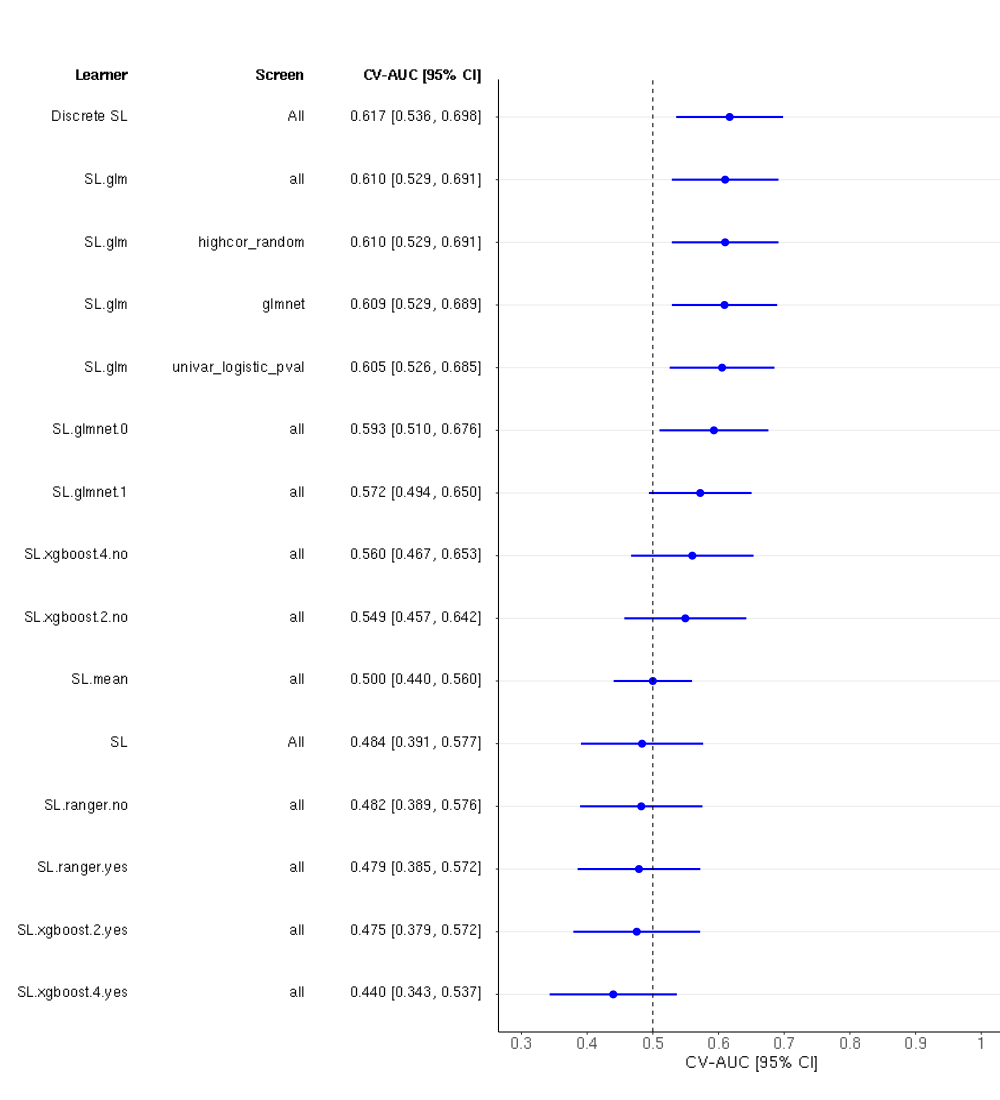 Learner Screen CV-AUC [95% CI]
Discrete SL All 0.617 [0.536, 0.698]
SL.glm all 0.610 [0.529, 0.691]
SL.glm highcor_random 0.610 [0.529, 0.691]
SL.glm glmnet 0.609 [0.529, 0.689]
SL.glm univar_logistic_pval 0.605 [0.526, 0.685]
SL.glmnet.0 all 0.593 [0.510, 0.676]
SL.glmnet.1 all 0.572 [0.494, 0.650]
SL.xgboost.4.no all 0.560 [0.467, 0.653]
SL.xgboost.2.no all 0.549 [0.457, 0.642]
SL.mean all 0.500 [0.440, 0.560]
SL All 0.484 [0.391, 0.577]
SL.ranger.no all 0.482 [0.389, 0.576]
SL.ranger.yes all 0.479 [0.385, 0.572]
SL.xgboost.2.yes all 0.475 [0.379, 0.572]
SL.xgboost.4.yes all 0.440 [0.343, 0.537]
0.3 0.4 0.5 0.6 0.7 0.8 0.9 1
CV-AUC [95% CI]